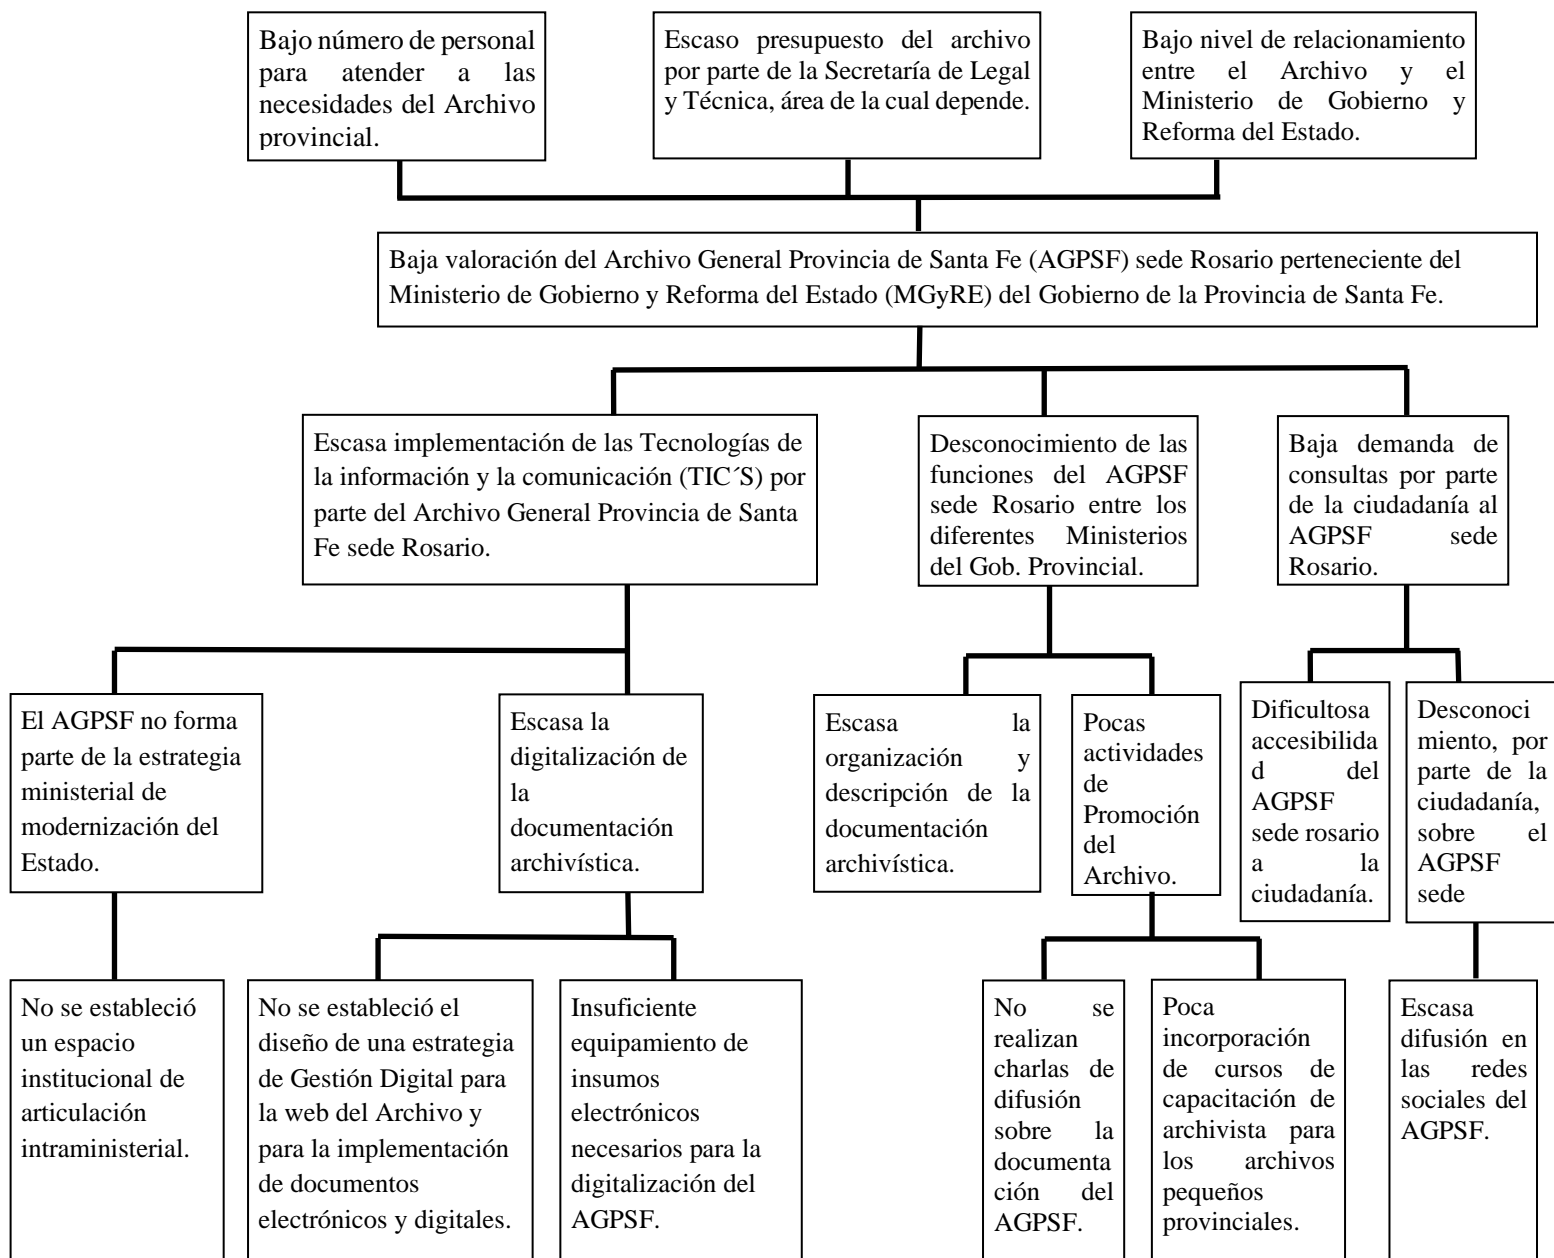 Bajo número de personal
para atender a las
necesidades del Archivo
provincial.
Escaso presupuesto del archivo
por parte de la Secretaría de Legal
y Técnica, área de la cual depende.
Bajo nivel de relacionamiento
entre el Archivo y el
Ministerio de Gobierno y
Reforma del Estado.
Baja valoración del Archivo General Provincia de Santa Fe (AGPSF) sede Rosario perteneciente del
Ministerio de Gobierno y Reforma del Estado (MGyRE) del Gobierno de la Provincia de Santa Fe.
Escasa implementación de las Tecnologías de
la información y la comunicación (TIC´S) por
parte del Archivo General Provincia de Santa
Fe sede Rosario.
Desconocimiento de las
funciones del AGPSF
sede Rosario entre los
diferentes Ministerios
del Gob. Provincial.
Baja demanda de
consultas por parte
de la ciudadanía al
AGPSF sede
Rosario.
El AGPSF no forma
parte de la estrategia
ministerial de
modernización del
Estado.
Escasa la
digitalización de
la
documentación
archivística.
Escasa la
organización y
descripción de la
documentación
archivística.
Pocas
actividades
de
Promoción
del
Archivo.
Dificultosa
accesibilida
d del
AGPSF
sede rosario
a la
ciudadanía.
Desconoci
miento, por
parte de la
ciudadanía,
sobre el
AGPSF
sede
No se estableció
un espacio
institucional de
articulación
intraministerial.
No se estableció el
diseño de una estrategia
de Gestión Digital para
la web del Archivo y
para la implementación
de documentos
electrónicos y digitales.
Insuficiente
equipamiento de
insumos
electrónicos
necesarios para la
digitalización del
AGPSF.
No se
realizan
charlas de
difusión
sobre la
documenta
ción del
AGPSF.
Poca
incorporación
de cursos de
capacitación de
archivista para
los archivos
pequeños
provinciales.
Escasa
difusión en
las redes
sociales del
AGPSF.